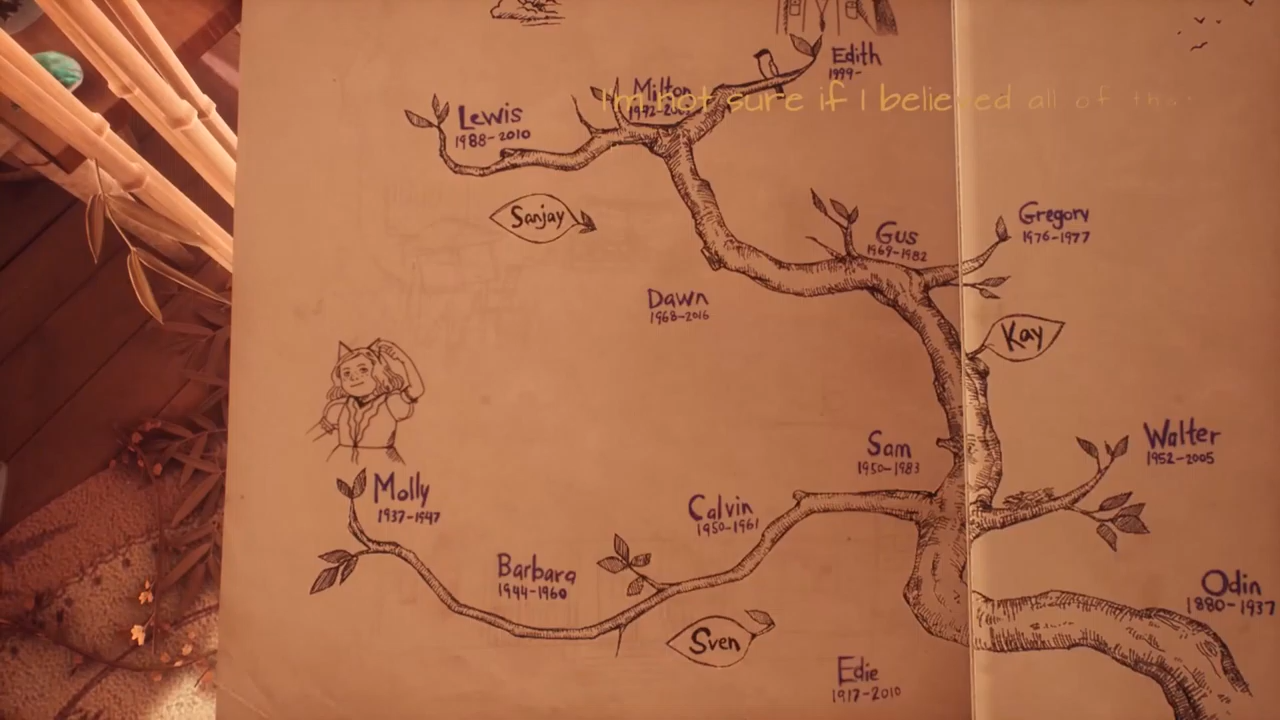 Edith
1999-
I'm not sure if I believed all of tha
Milton
Lewis
1988-2010
Sanjay
Gregory
1976-1977
Gus
1969-1982
Dawn
1968-2016
Kay
Walter
1952-2005
Sam
1950-1983
Molly
1937-1947
Calvin
1950-1961
Barbara
1944-1960
Odin
1880-1937
Sven
Edie
1917-2010